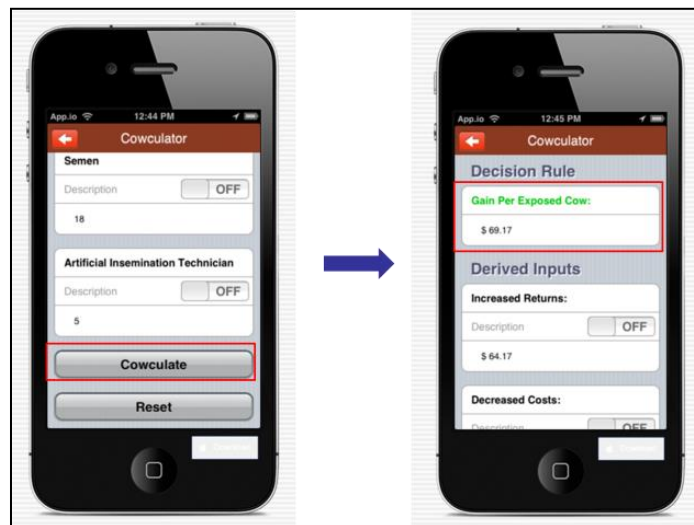 App.io 12:44 PM
Cowculator
Semen
Description OFF
18
Artificial Insemination Technician
Description OFF
5
Cowculate
Reset
App.io 12:45 PM
Cowculator
Decision Rule
Gain Per Exposed Cow:
$ 69.17
Derived Inputs
Increased Returns:
Description OFF
$ 64.17
Decreased Costs:
Description OFF